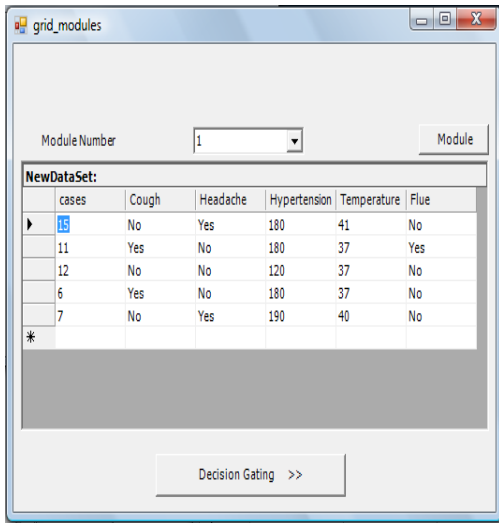 grid_modules
Module Number 1 Module
NewDataSet:
cases Cough Headache Hypertension Temperature Flue
15 No Yes 180 41 No
11 Yes No 180 37 Yes
12 No No 120 37 No
6 Yes No 180 37 No
7 No Yes 190 40 No
Decision Gating >>